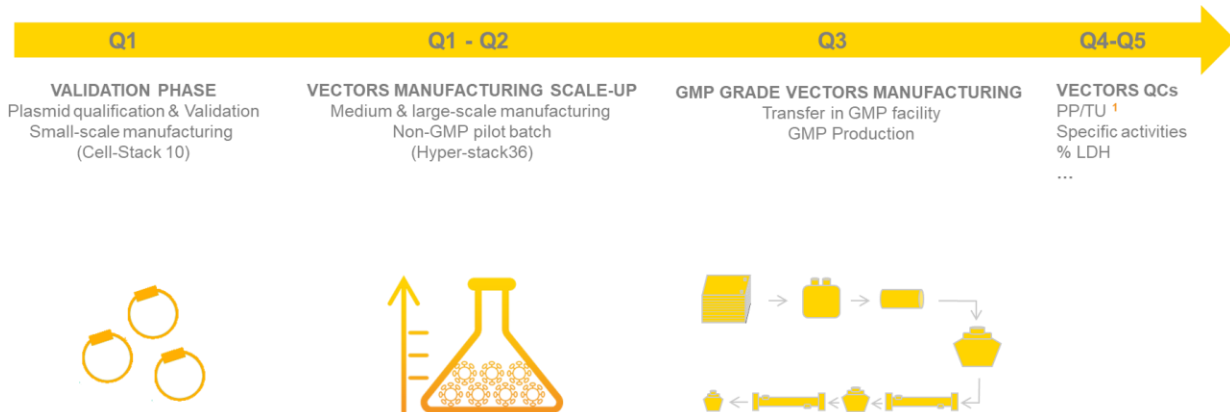 Q1
Q1 - Q2
Q3
Q4-Q5
VALIDATION PHASE
Plasmid qualification & Validation
Small-scale manufacturing
(Cell-Stack 10)
VECTORS MANUFACTURING SCALE-UP
Medium & large-scale manufacturing
Non-GMP pilot batch
(Hyper-stack36)
GMP GRADE VECTORS MANUFACTURING
Transfer in GMP facility
GMP Production
VECTORS QCs
PP/TU 1
Specific activities
% LDH
...